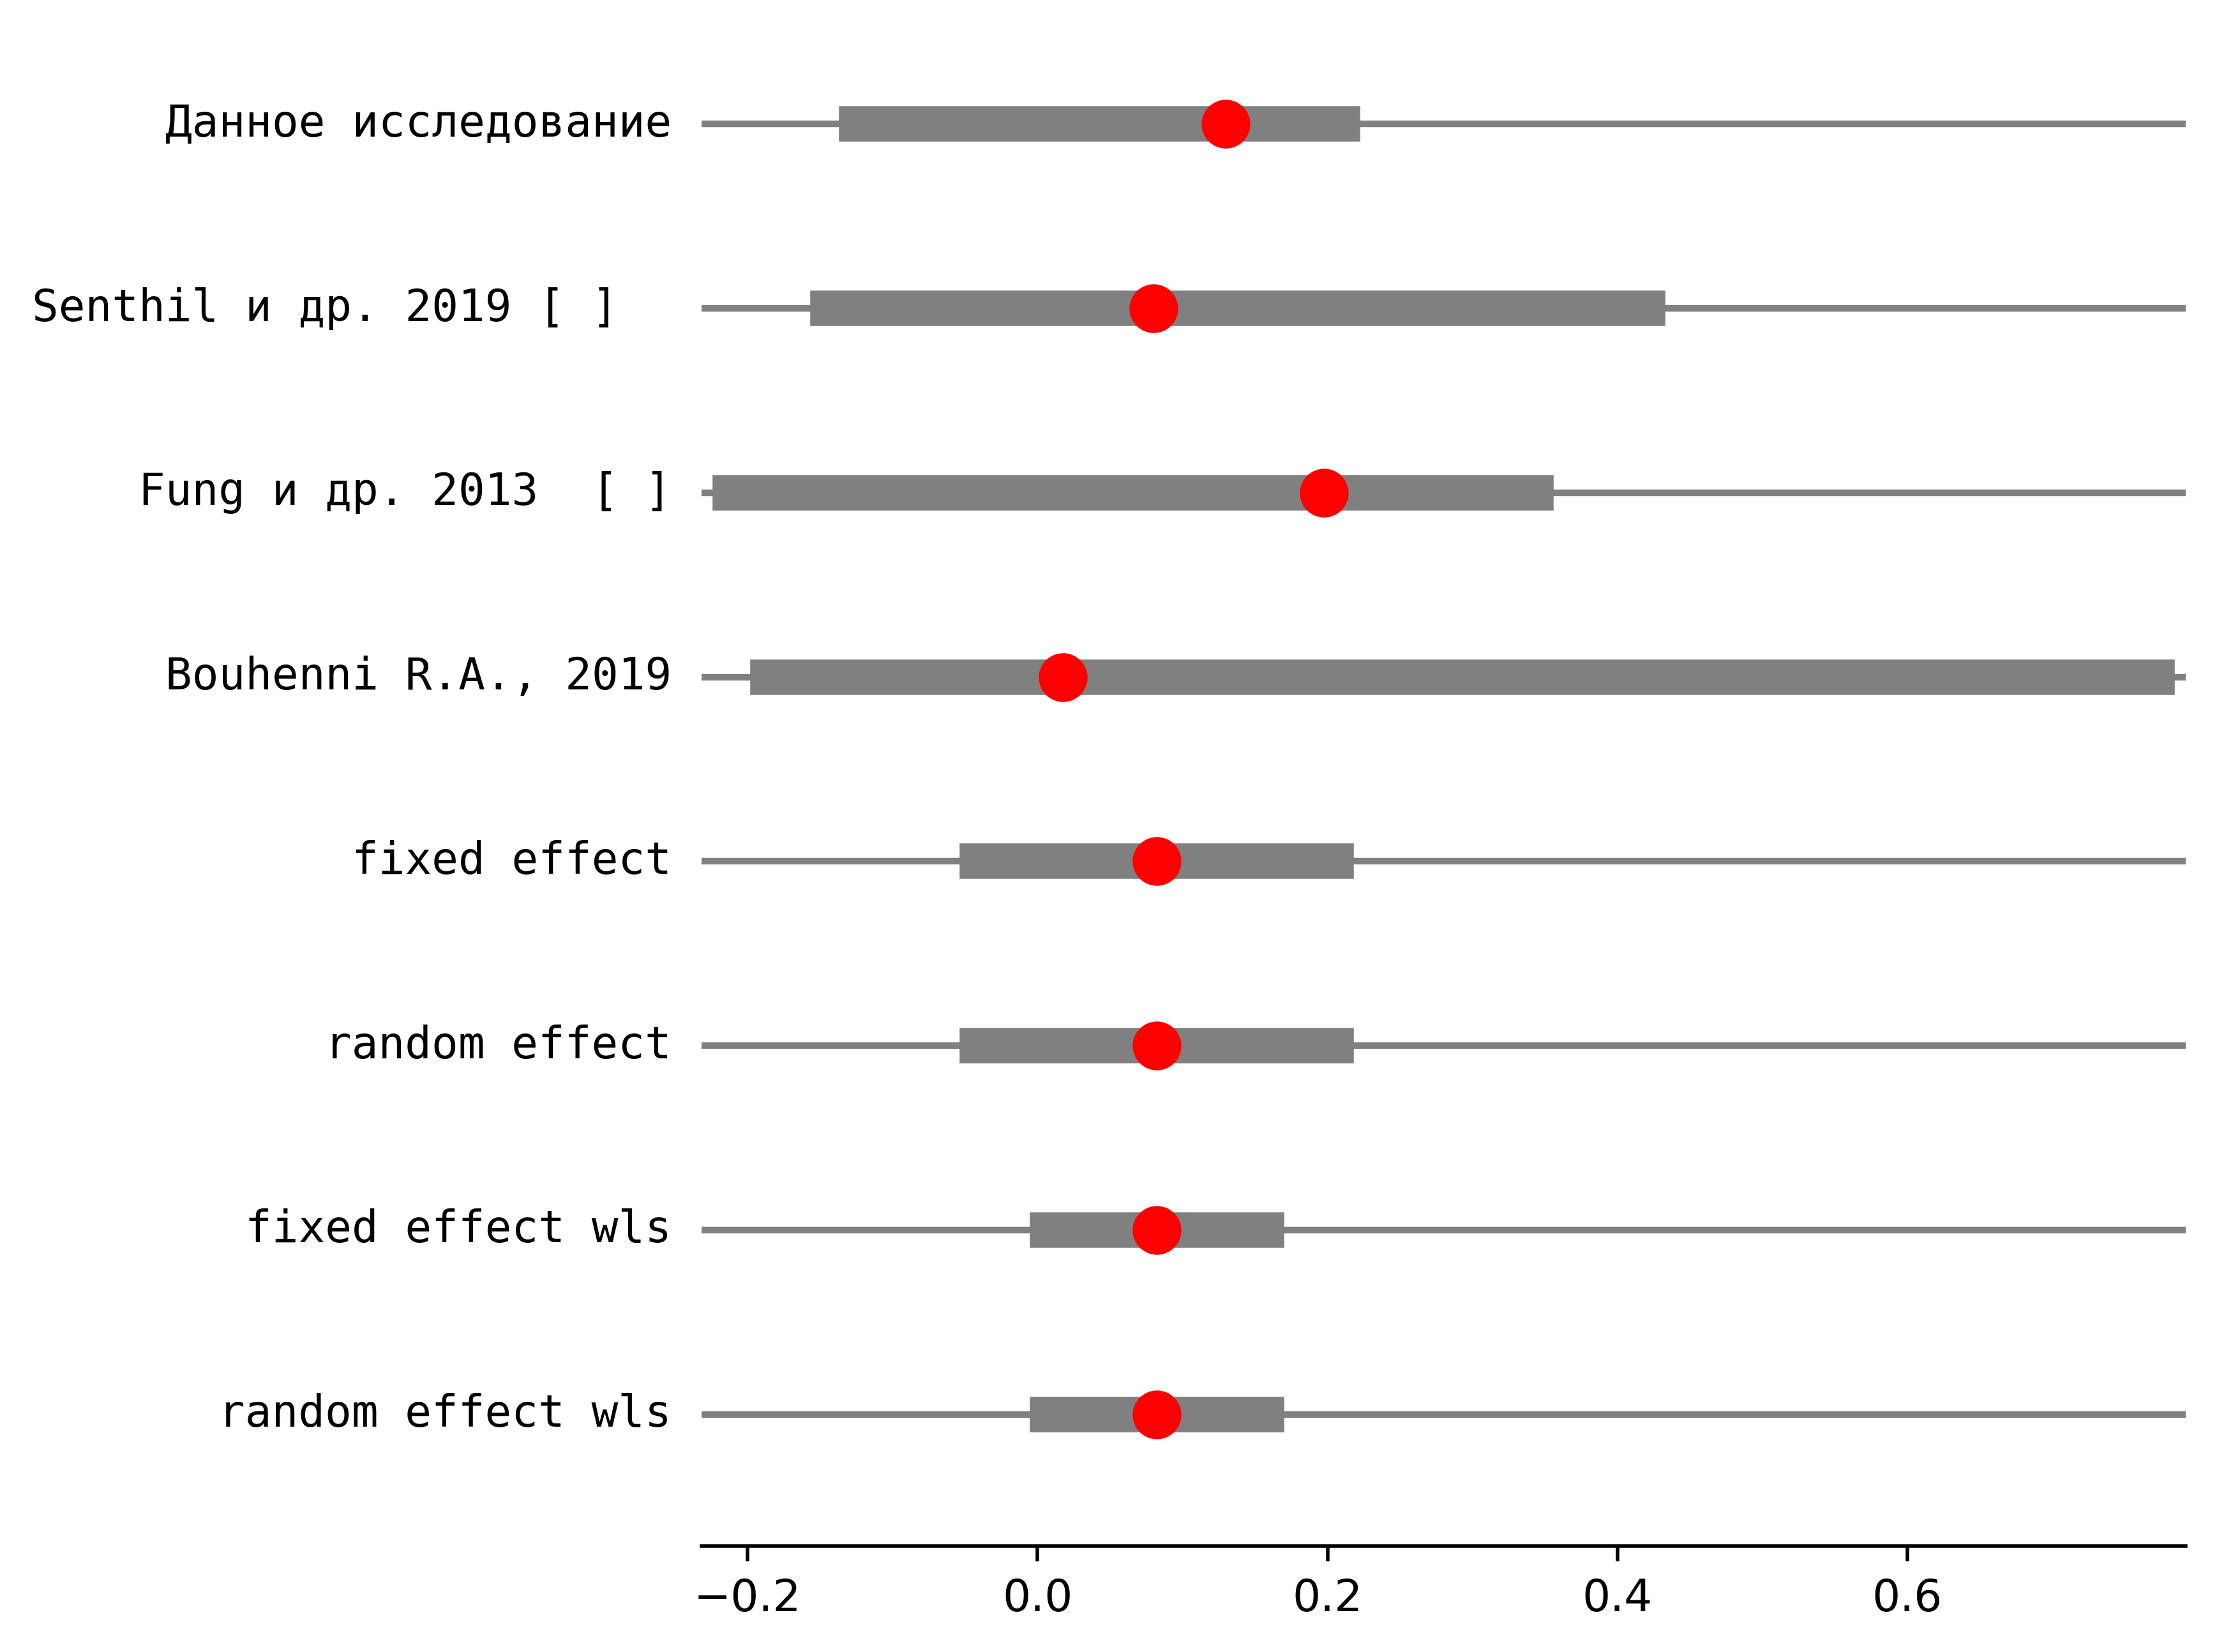 Данное исследование
Senthil и др. 2019 [ ]
Fung и др. 2013  [ ]
Bouhenni R.A., 2019
fixed effect
random effect
fixed effect wls
random effect wls
−0.2 0.0 0.2 0.4 0.6